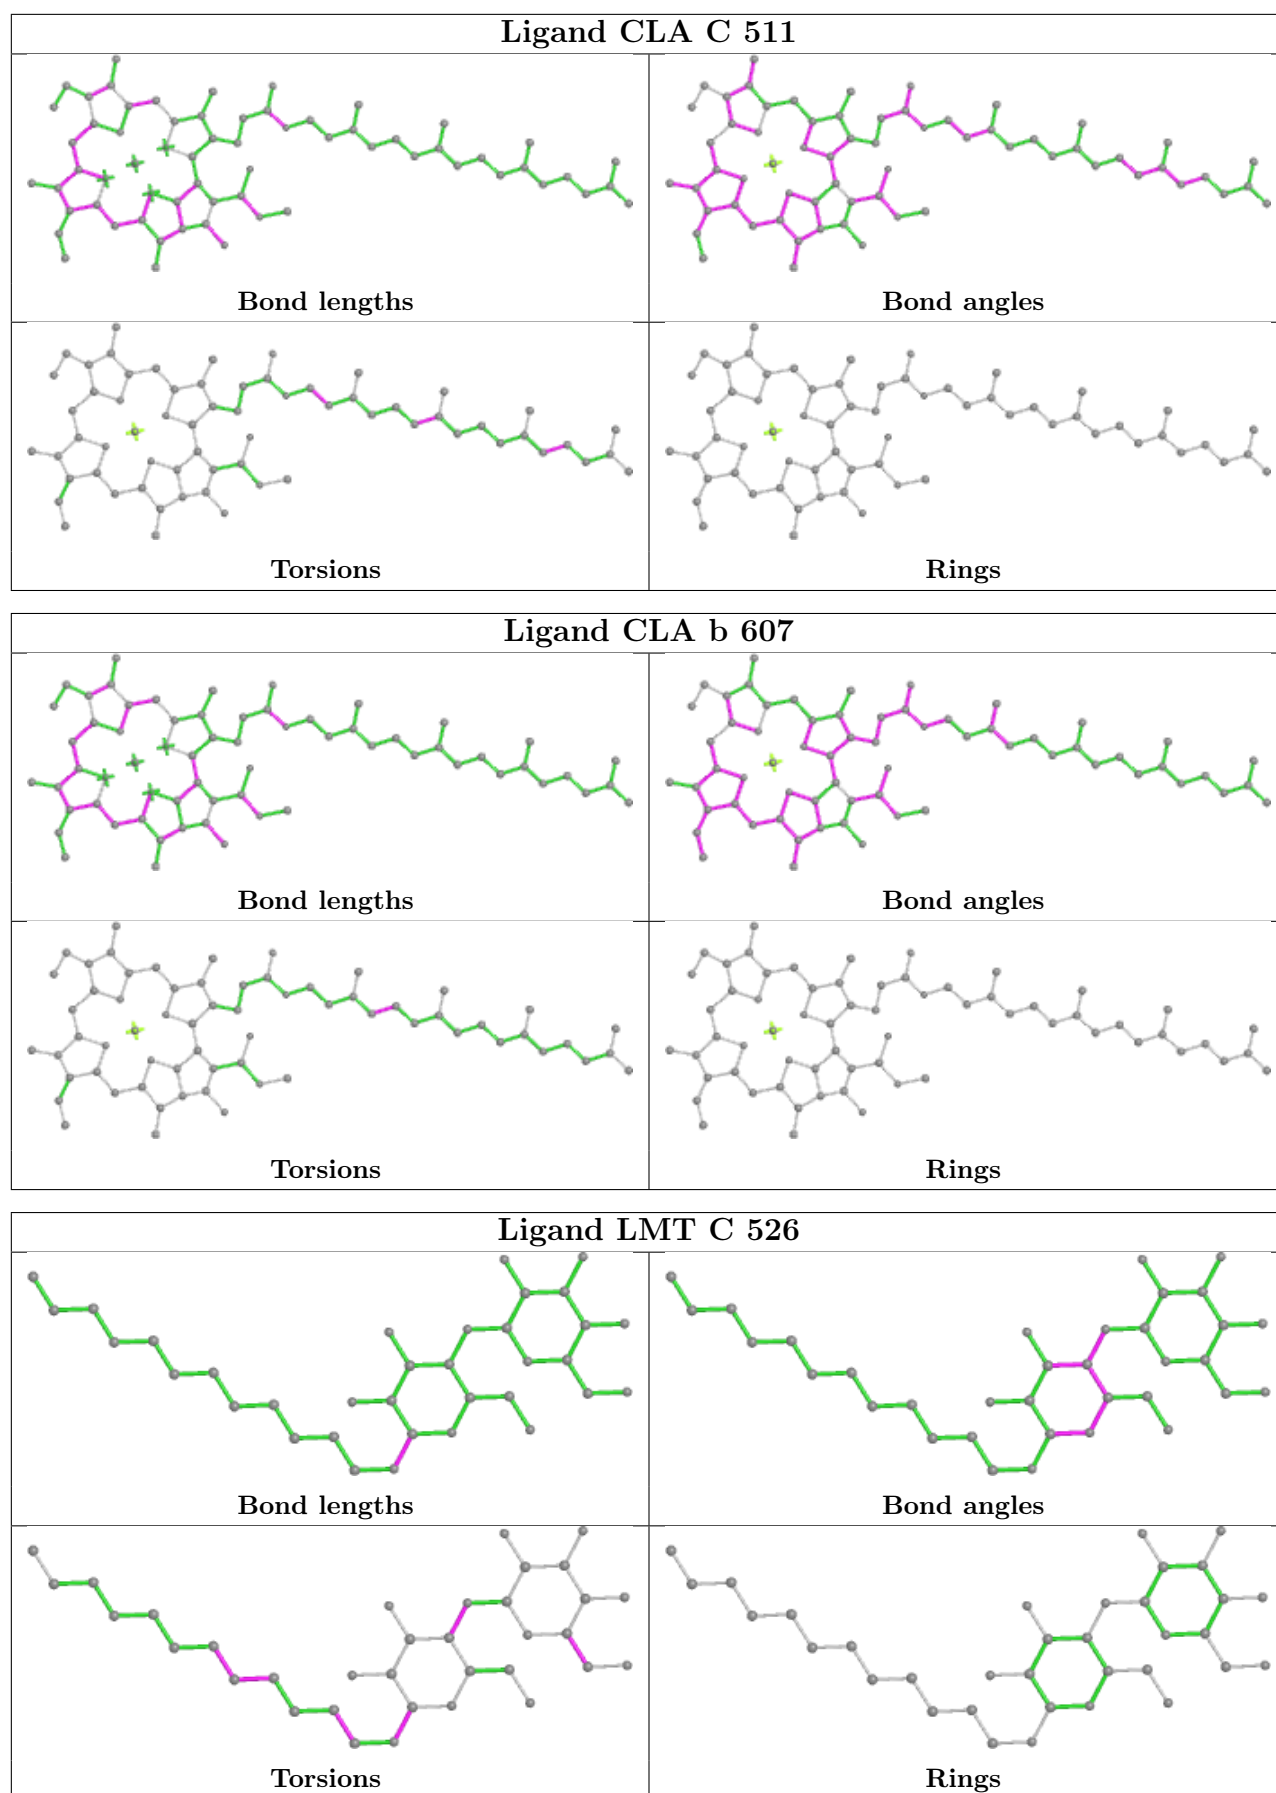 Ligand CLA C 511
Bond lengths
Bond angles
Torsions
Rings
Ligand CLA b 607
Bond lengths
Bond angles
Torsions
Rings
Ligand LMT C 526
Bond lengths
Bond angles
Torsions
Rings